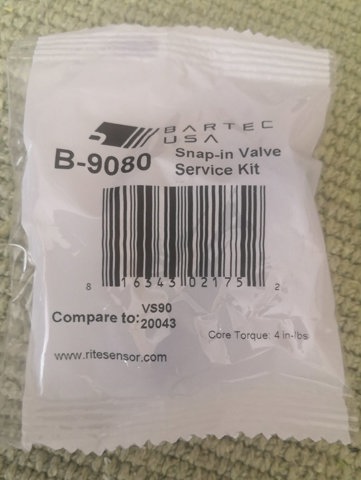 BARTEC
USA
B-9080
Snap-in Valve
Service Kit
8 16343 02175 2
Compare to: VS90
20043
Core Torque: 4 in-lbs
www.ritesensor.com